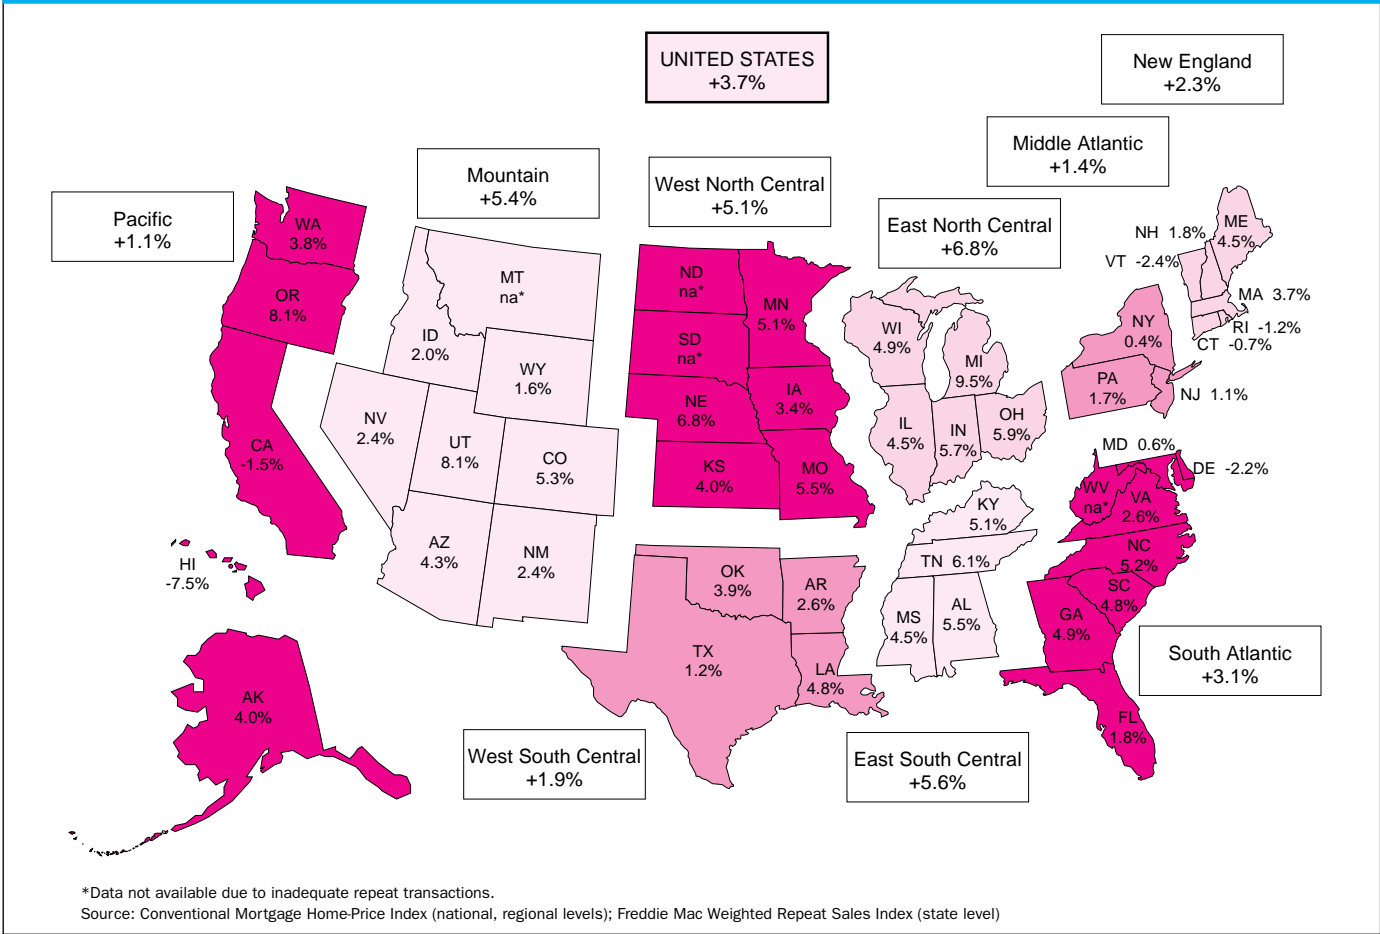 UNITED STATES
+3.7%
New England
+2.3%
Middle Atlantic
+1.4%
Mountain
+5.4%
West North Central
+5.1%
East North Central
+6.8%
Pacific
+1.1%
WA
3.8%
OR
8.1%
CA
-1.5%
HI
-7.5%
AK
4.0%
MT
na*
ID
2.0%
WY
1.6%
NV
2.4%
UT
8.1%
CO
5.3%
AZ
4.3%
NM
2.4%
ND
na*
SD
na*
MN
5.1%
NE
6.8%
IA
3.4%
KS
4.0%
MO
5.5%
WI
4.9%
MI
9.5%
IL
4.5%
IN
5.7%
OH
5.9%
NH 1.8%
ME
4.5%
VT -2.4%
MA 3.7%
RI -1.2%
CT -0.7%
NY
0.4%
PA
1.7%
NJ 1.1%
MD 0.6%
DE -2.2%
WV
na*
VA
2.6%
NC
5.2%
SC
4.8%
GA
4.9%
FL
1.8%
KY
5.1%
TN 6.1%
MS
4.5%
AL
5.5%
OK
3.9%
AR
2.6%
TX
1.2%
LA
4.8%
South Atlantic
+3.1%
West South Central
+1.9%
East South Central
+5.6%
*Data not available due to inadequate repeat transactions.
Source: Conventional Mortgage Home-Price Index (national, regional levels); Freddie Mac Weighted Repeat Sales Index (state level)